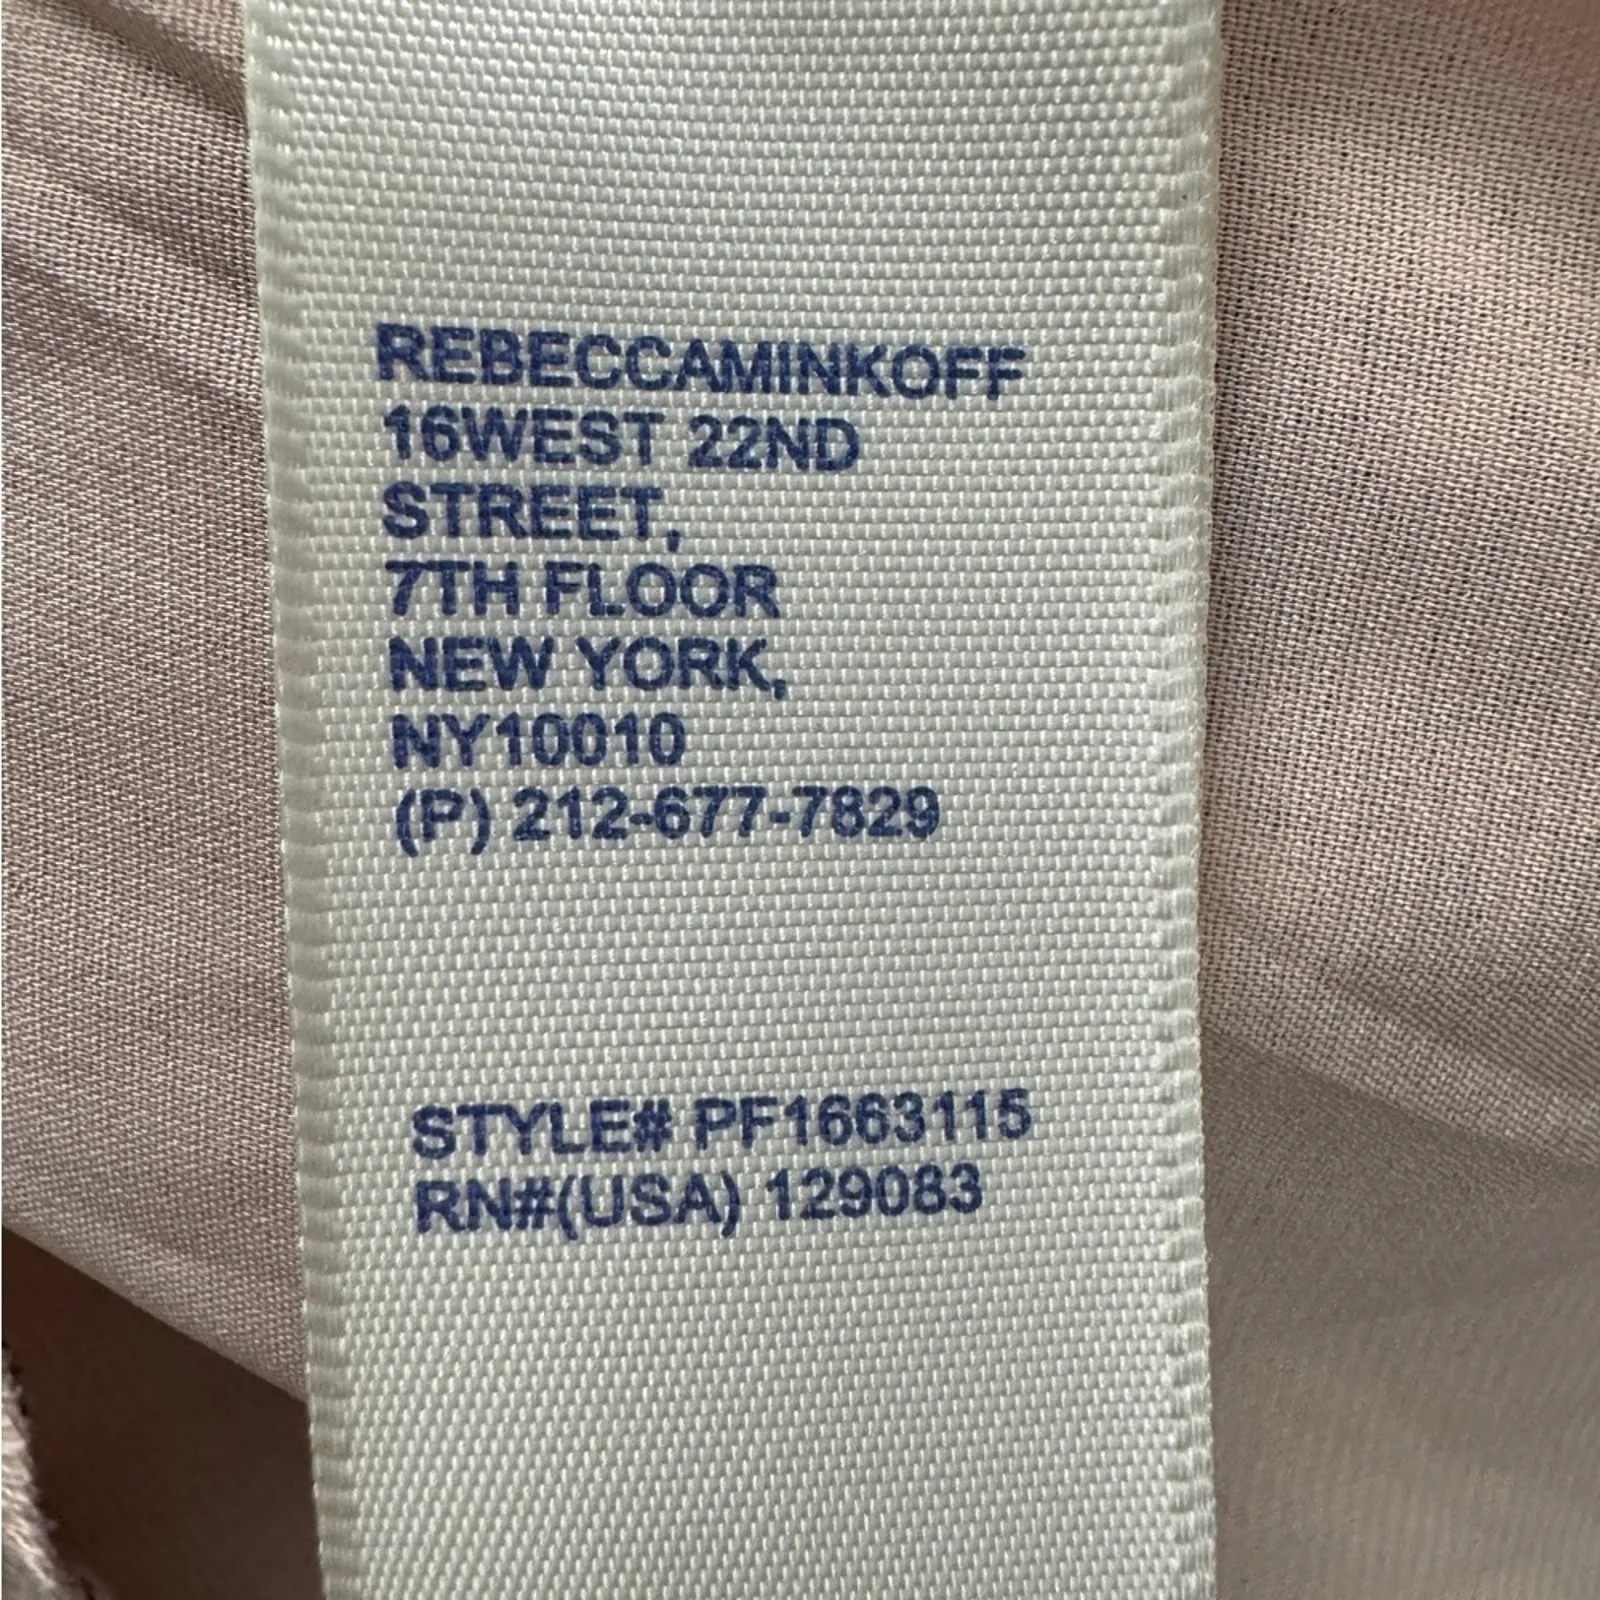 REBECCAMINKOFF
16WEST 22ND
STREET,
7TH FLOOR
NEW YORK,
NY10010
(P) 212-677-7829
STYLE# PF1663115
RN#(USA) 129083